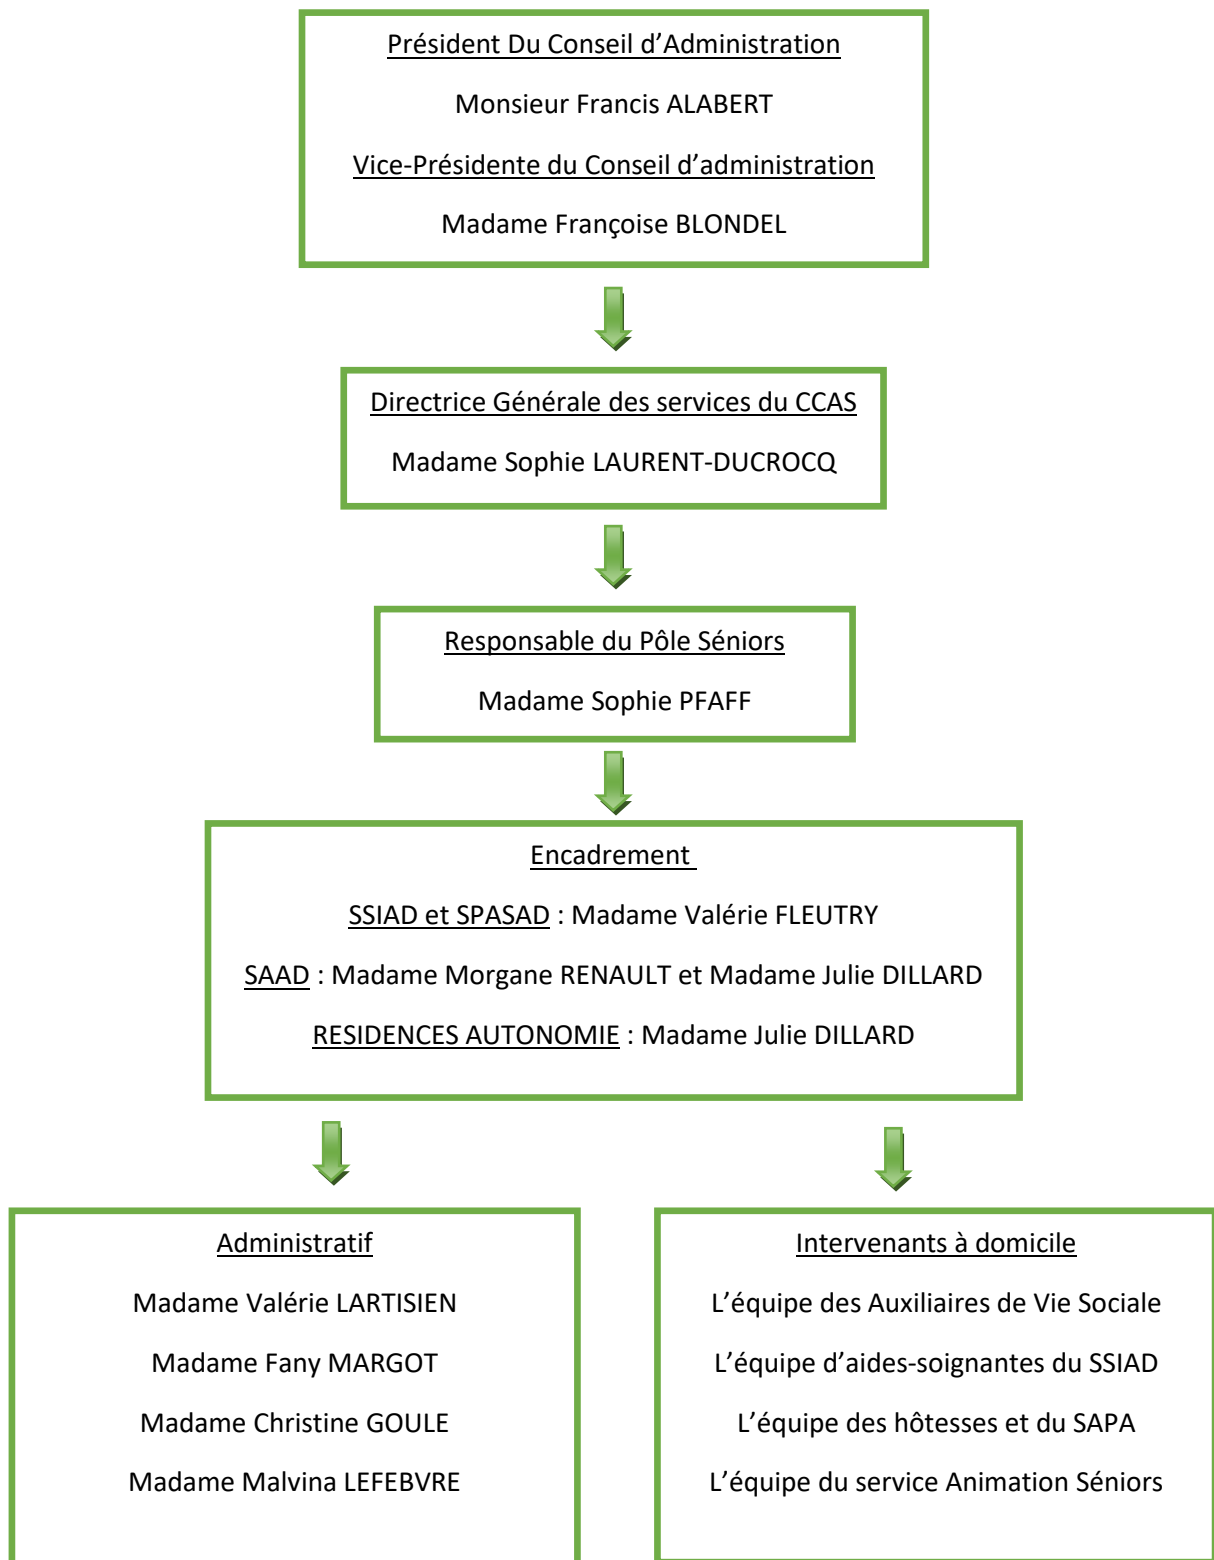 Président Du Conseil d’Administration
Monsieur Francis ALABERT
Vice-Présidente du Conseil d’administration
Madame Françoise BLONDEL
Directrice Générale des services du CCAS
Madame Sophie LAURENT-DUCROCQ
Responsable du Pôle Séniors
Madame Sophie PFAFF
Encadrement
SSIAD et SPASAD : Madame Valérie FLEUTRY
SAAD : Madame Morgane RENAULT et Madame Julie DILLARD
RESIDENCES AUTONOMIE : Madame Julie DILLARD
Administratif
Madame Valérie LARTISIEN
Madame Fany MARGOT
Madame Christine GOULE
Madame Malvina LEFEBVRE
Intervenants à domicile
L’équipe des Auxiliaires de Vie Sociale
L’équipe d’aides-soignantes du SSIAD
L’équipe des hôtesses et du SAPA
L’équipe du service Animation Séniors